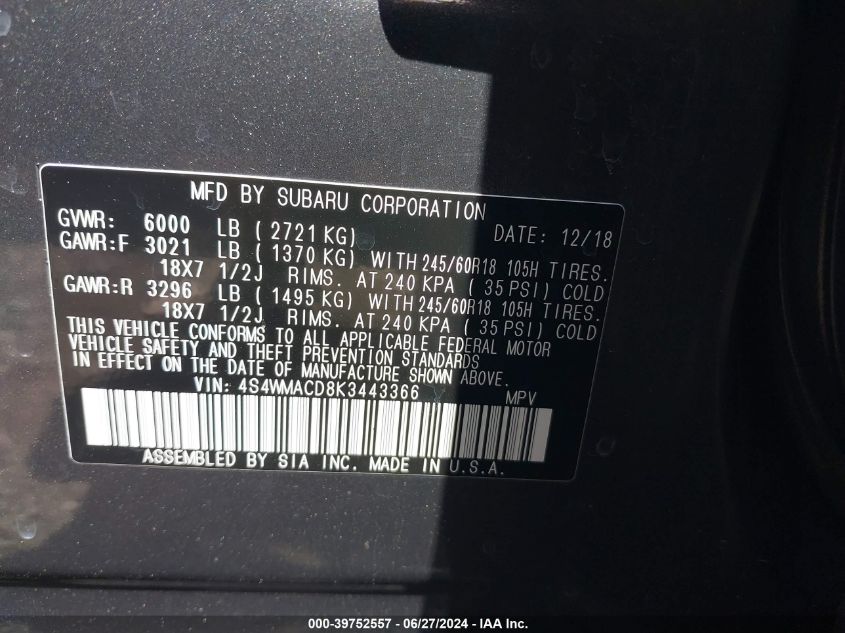 MFD BY SUBARU CORPORATION
GVWR: 6000 LB ( 2721 KG) DATE: 12/18
GAWR:F 3021 LB ( 1370 KG) WITH 245/60R18 105H TIRES.
18X7 1/2J RIMS. AT 240 KPA ( 35 PSI) COLD
GAWR:R 3296 LB ( 1495 KG) WITH 245/60R18 105H TIRES.
18X7 1/2J RIMS. AT 240 KPA ( 35 PSI) COLD
THIS VEHICLE CONFORMS TO ALL APPLICABLE FEDERAL MOTOR
VEHICLE SAFETY AND THEFT PREVENTION STANDARDS
IN EFFECT ON THE DATE OF MANUFACTURE SHOWN ABOVE.
VIN: 4S4WMACD8K3443366 MPV
ASSEMBLED BY SIA INC. MADE IN U.S.A.
000-39752557 - 06/27/2024 - IAA Inc.